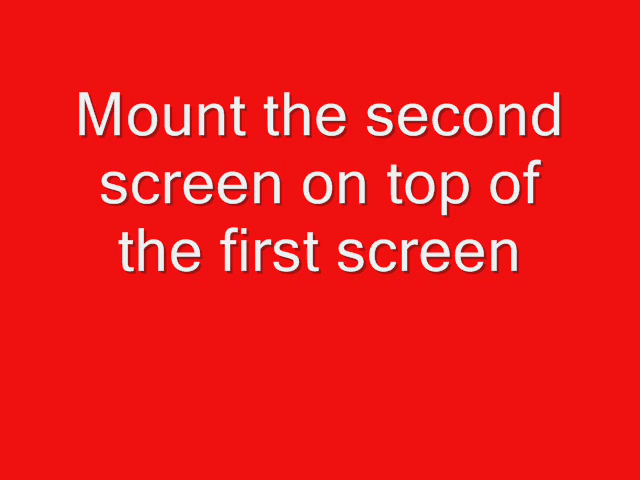 Mount the second
screen on top of
the first screen